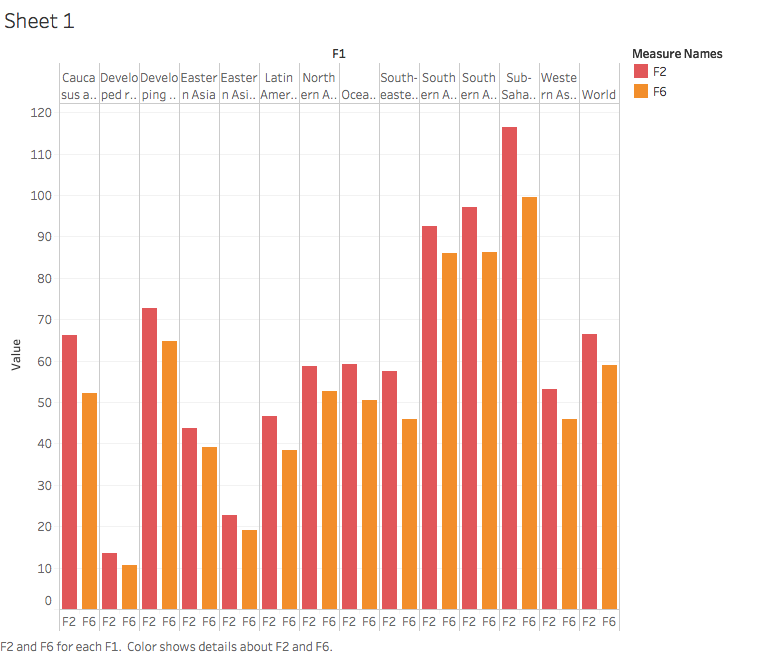 Sheet 1
F1
Measure Names
F2
F6
Cauca
sus a..
Develo
ped r..
Develo
ping ..
Easter
n Asia
Easter
n Asi..
Latin
Amer..
North
ern A..
Ocea..
South-
easte..
South
ern A..
South
ern A..
Sub-
Saha..
Weste
rn As..
World
Value
120
110
100
90
80
70
60
50
40
30
20
10
0
F2 F6 F2 F6 F2 F6 F2 F6 F2 F6 F2 F6 F2 F6 F2 F6 F2 F6 F2 F6 F2 F6 F2 F6 F2 F6 F2 F6
F2 and F6 for each F1. Color shows details about F2 and F6.